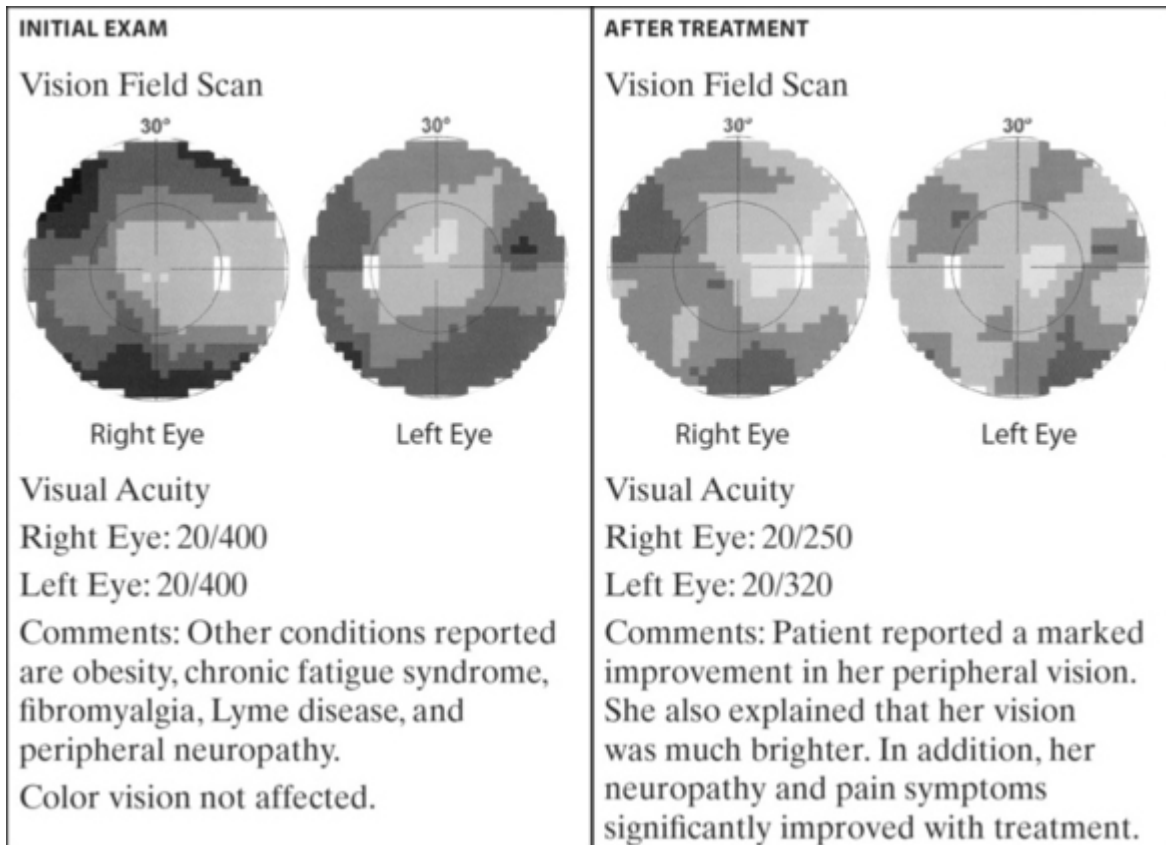 INITIAL EXAM
Vision Field Scan
30°
30°
Right Eye
Left Eye
Visual Acuity
Right Eye: 20/400
Left Eye: 20/400
Comments: Other conditions reported
are obesity, chronic fatigue syndrome,
fibromyalgia, Lyme disease, and
peripheral neuropathy.
Color vision not affected.
AFTER TREATMENT
Vision Field Scan
30°
30°
Right Eye
Left Eye
Visual Acuity
Right Eye: 20/250
Left Eye: 20/320
Comments: Patient reported a marked
improvement in her peripheral vision.
She also explained that her vision
was much brighter. In addition, her
neuropathy and pain symptoms
significantly improved with treatment.